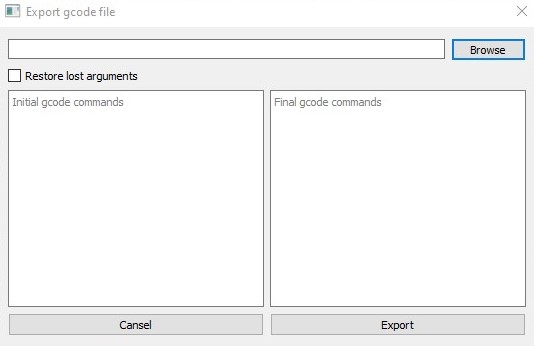 Export gcode file
Browse
Restore lost arguments
Initial gcode commands
Final gcode commands
Cansel
Export